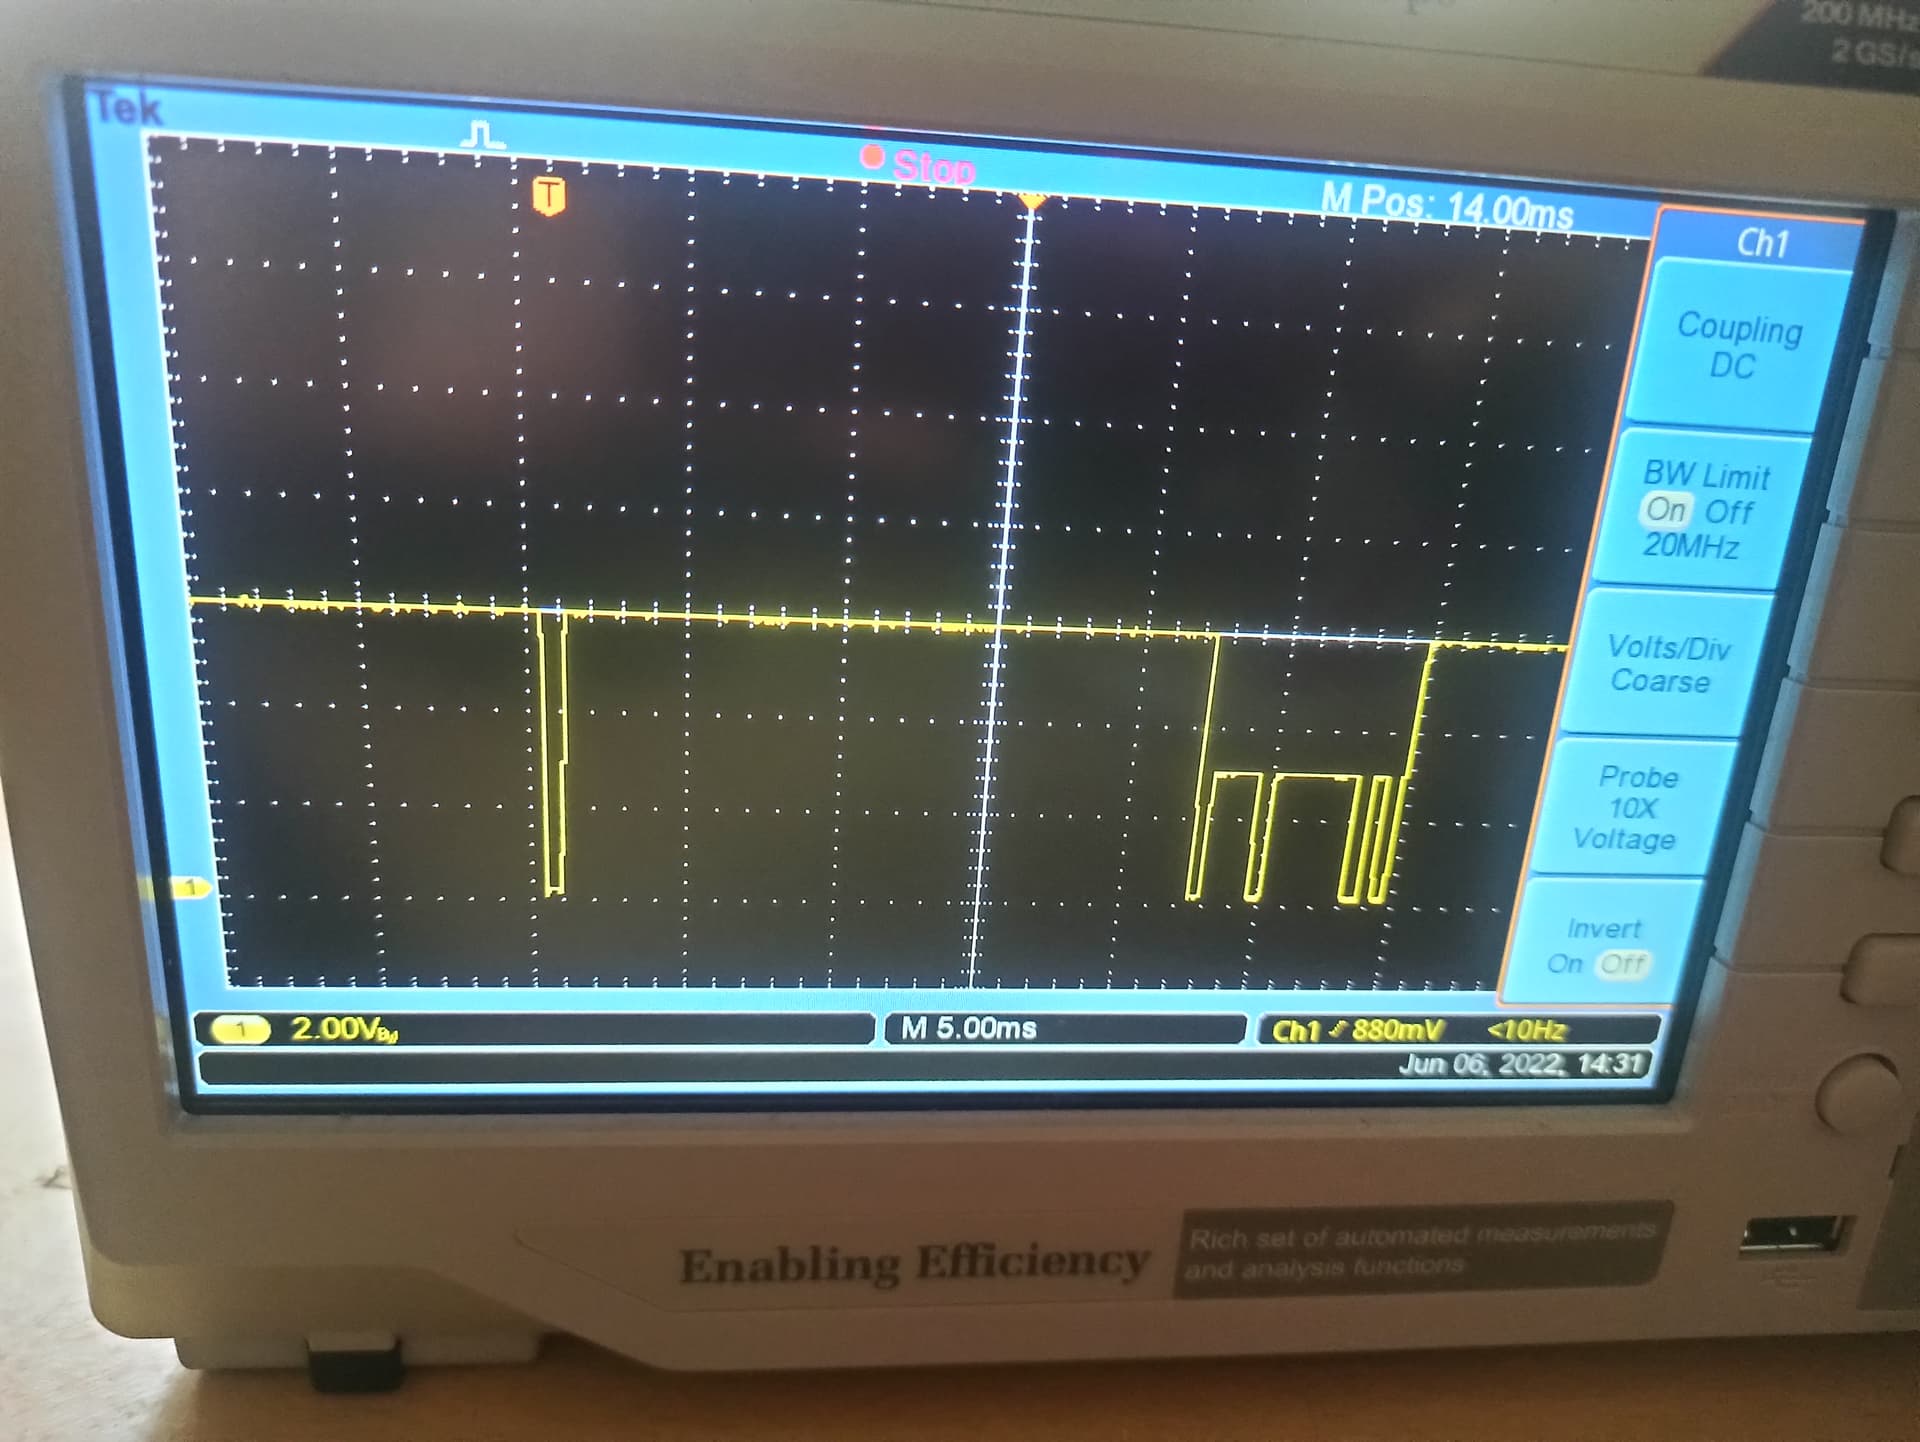 200 MHz
2 GS/s
Tek
Stop
M Pos: 14.00ms
T
Ch1
Coupling
DC
BW Limit
On Off
20MHz
Volts/Div
Coarse
Probe
10X
Voltage
Invert
On Off
1
1 2.00VBW
M 5.00ms
Ch1 880mV <10Hz
Jun 06, 2022, 14:31
Enabling Efficiency
Rich set of automated measurements
and analysis functions